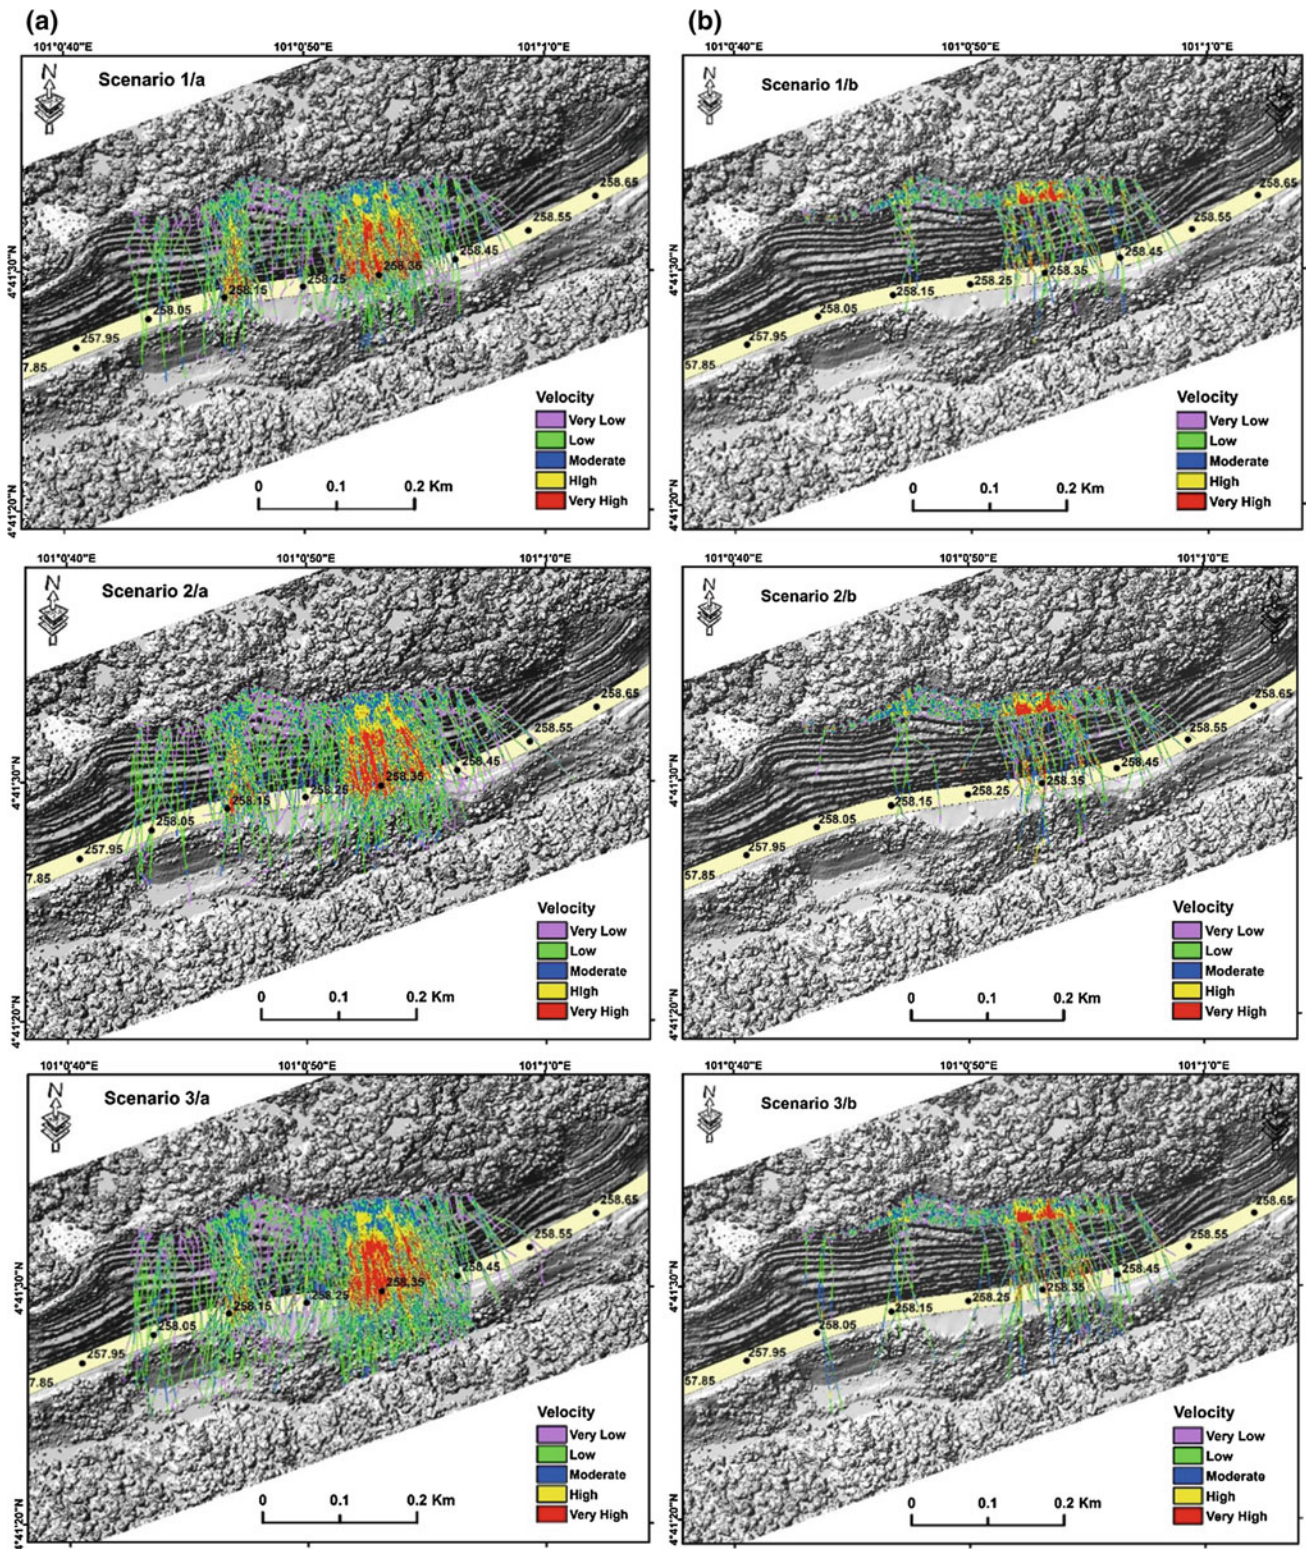 (a)
101°0'40"E 101°0'50"E 101°1'0"E
Scenario 1/a
N
258.65
258.55
258.45
258.35
258.25
258.15
258.05
257.95
7.85
4°41'30"N
4°41'20"N
Velocity
Very Low
Low
Moderate
High
Very High
0 0.1 0.2 Km
(b)
101°0'40"E 101°0'50"E 101°1'0"E
Scenario 1/b
N
N
258.65
258.55
258.45
258.35
258.25
258.15
258.05
257.95
57.85
4°41'30"N
4°41'20"N
Velocity
Very Low
Low
Moderate
High
Very High
0 0.1 0.2 Km
101°0'40"E 101°0'50"E 101°1'0"E
Scenario 2/a
N
258.65
258.55
258.45
258.35
258.25
258.15
258.05
257.95
7.85
4°41'30"N
4°41'20"N
Velocity
Very Low
Low
Moderate
High
Very High
0 0.1 0.2 Km
101°0'40"E 101°0'50"E 101°1'0"E
Scenario 2/b
N
N
258.65
258.55
258.45
258.35
258.25
258.15
258.05
257.95
57.85
4°41'30"N
4°41'20"N
Velocity
Very Low
Low
Moderate
High
Very High
0 0.1 0.2 Km
101°0'40"E 101°0'50"E 101°1'0"E
Scenario 3/a
N
258.65
258.55
258.45
258.35
258.25
258.15
258.05
257.95
7.85
4°41'30"N
4°41'20"N
Velocity
Very Low
Low
Moderate
High
Very High
0 0.1 0.2 Km
101°0'40"E 101°0'50"E 101°1'0"E
Scenario 3/b
N
N
258.65
258.55
258.45
258.35
258.25
258.15
258.05
257.95
57.85
4°41'30"N
4°41'20"N
Velocity
Very Low
Low
Moderate
High
Very High
0 0.1 0.2 Km